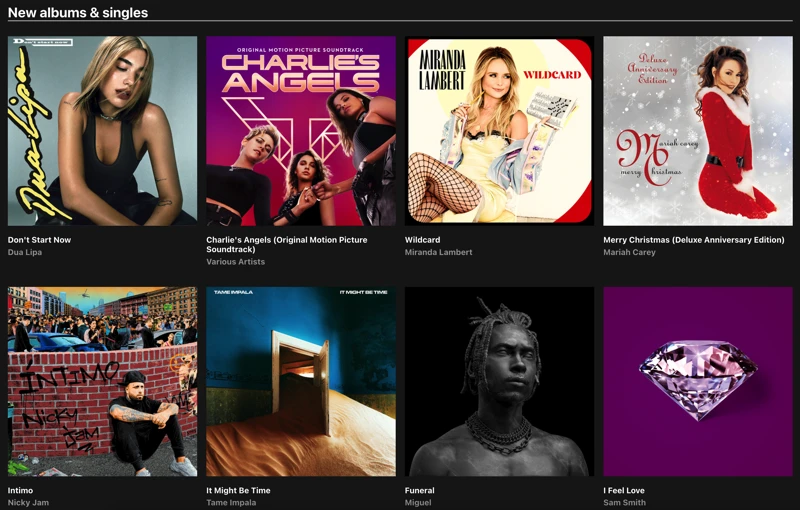 New albums & singles
Dua Lipa
ORIGINAL MOTION PICTURE SOUNDTRACK
CHARLIE'S
ANGELS
MIRANDA
LAMBERT
WILDCARD
Deluxe
Anniversary
Edition
Mariah carey
merry Christmas
Don't Start Now
Dua Lipa
Charlie's Angels (Original Motion Picture
Soundtrack)
Various Artists
Wildcard
Miranda Lambert
Merry Christmas (Deluxe Anniversary Edition)
Mariah Carey
ÍNTIMO
Nicky
Jam
TAME IMPALA
IT MIGHT BE TIME
Intimo
Nicky Jam
It Might Be Time
Tame Impala
Funeral
Miguel
I Feel Love
Sam Smith